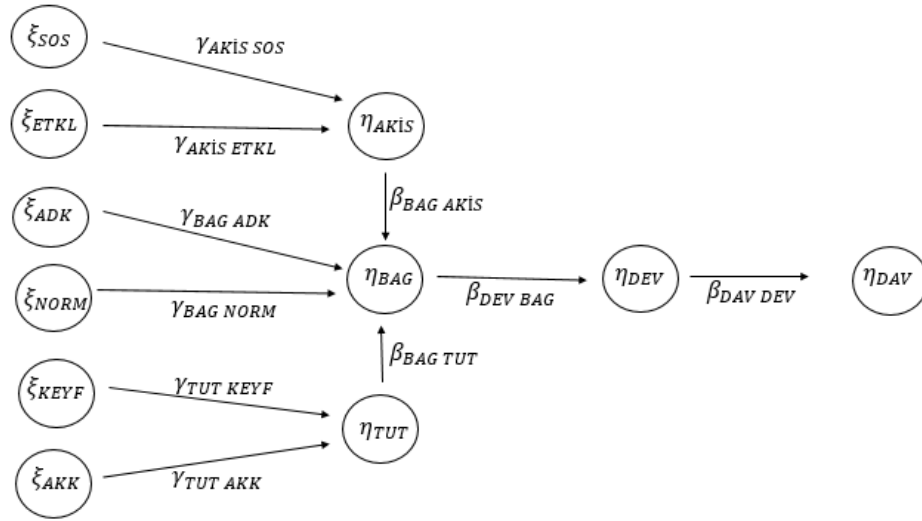 ξSOS
γAKİS SOS
ξETKL
γAKİS ETKL
ηAKİS
βBAG AKİS
ξADK
γBAG ADK
ηBAG
βDEV BAG
ηDEV
βDAV DEV
ηDAV
ξNORM
γBAG NORM
βBAG TUT
ξKEYF
γTUT KEYF
ηTUT
ξAKK
γTUT AKK